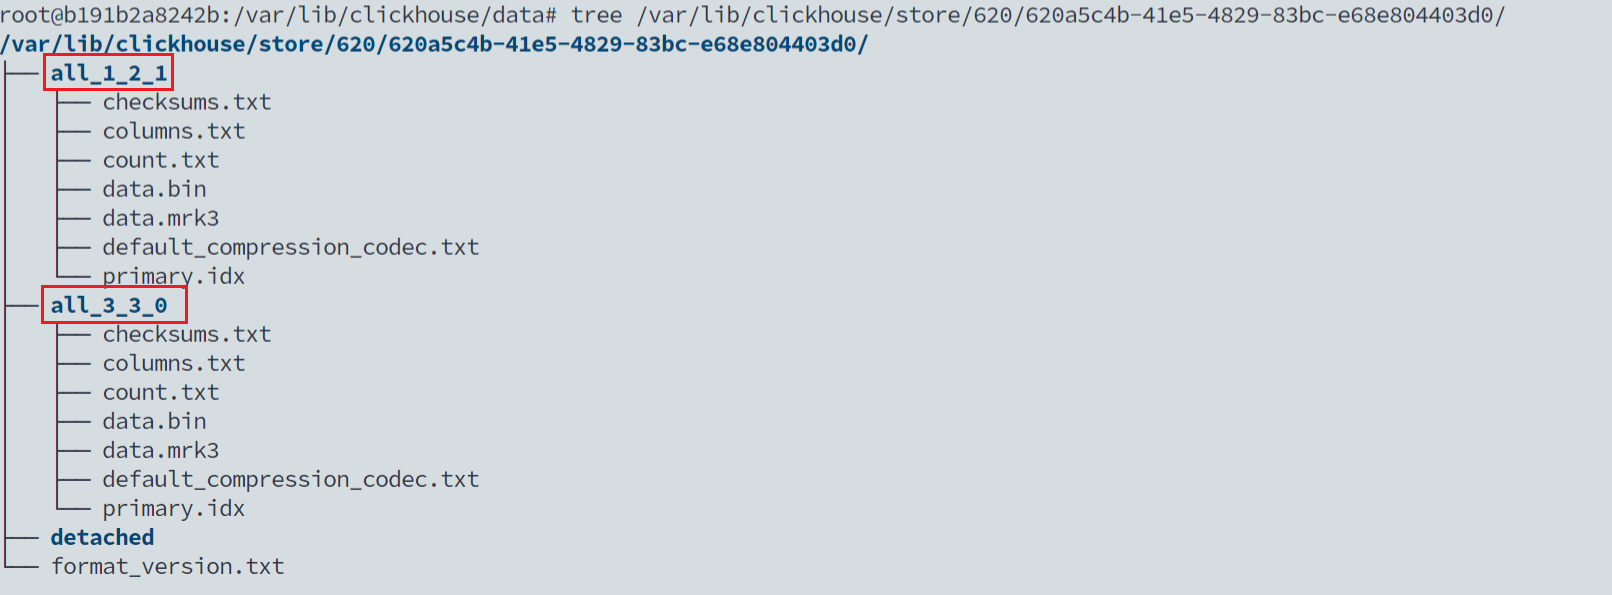 root@b191b2a8242b:/var/lib/clickhouse/data# tree /var/lib/clickhouse/store/620/620a5c4b-41e5-4829-83bc-e68e804403d0/
/var/lib/clickhouse/store/620/620a5c4b-41e5-4829-83bc-e68e804403d0/
├── all_1_2_1
│   ├── checksums.txt
│   ├── columns.txt
│   ├── count.txt
│   ├── data.bin
│   ├── data.mrk3
│   ├── default_compression_codec.txt
│   └── primary.idx
├── all_3_3_0
│   ├── checksums.txt
│   ├── columns.txt
│   ├── count.txt
│   ├── data.bin
│   ├── data.mrk3
│   ├── default_compression_codec.txt
│   └── primary.idx
├── detached
└── format_version.txt